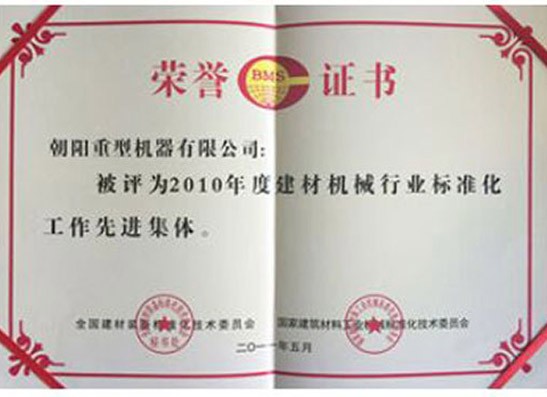 荣誉 BMS 证书
朝阳重型机器有限公司:
被评为2010年度建材机械行业标准化
工作先进集体。
全国建材装备标准化技术委员会 国家建筑材料工业机械标准化技术委员会
二〇一一年五月